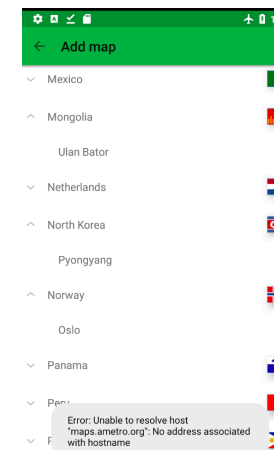 Add map
Mexico
Mongolia
Ulan Bator
Netherlands
North Korea
Pyongyang
Norway
Oslo
Panama
Peru
Error: Unable to resolve host
"maps.ametro.org": No address associated
with hostname